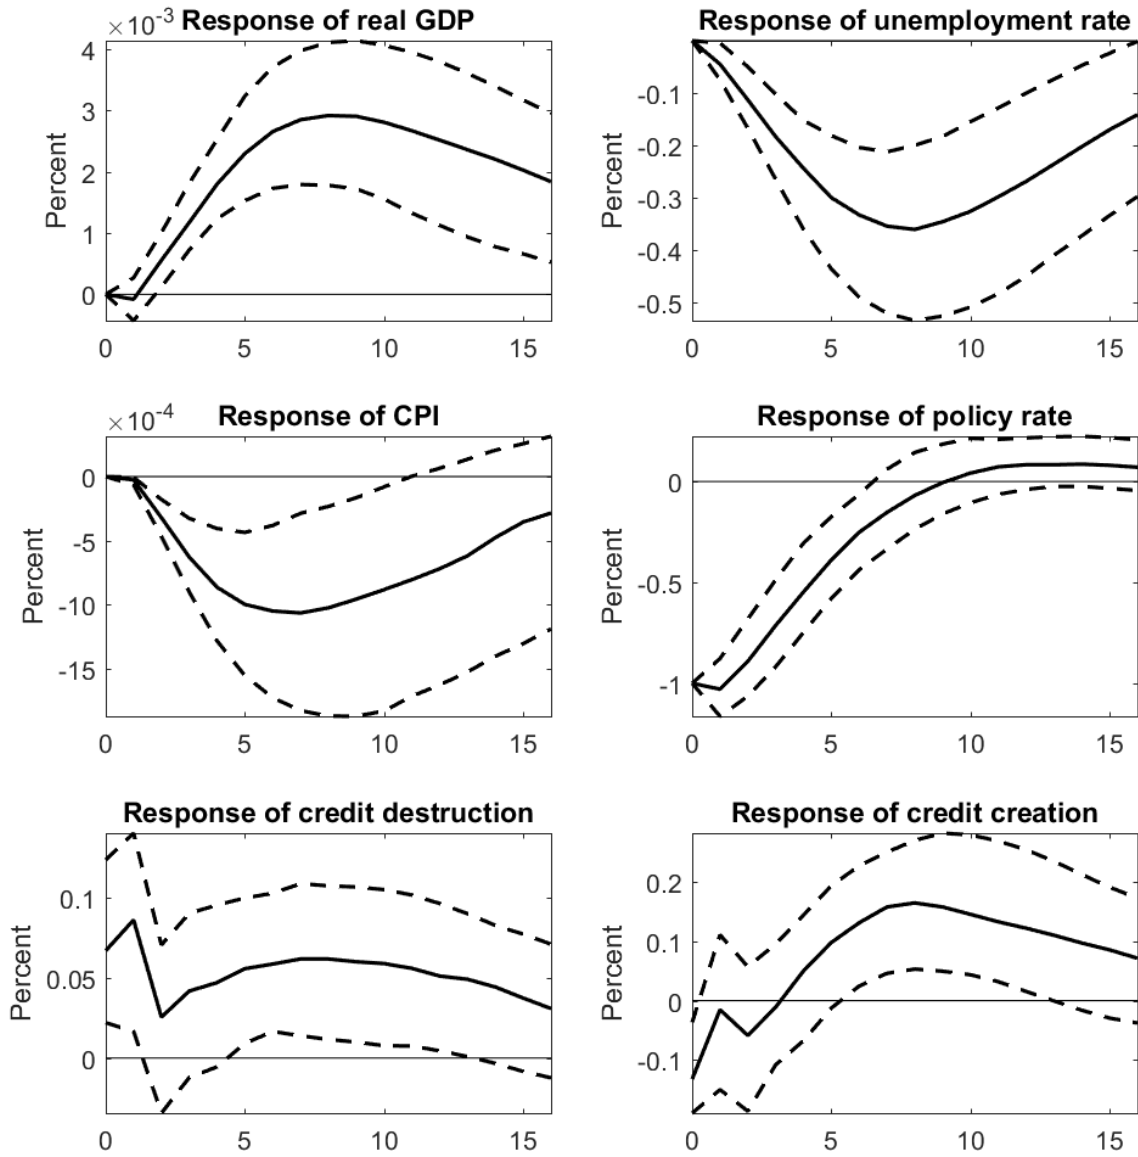 ×10-3 Response of real GDP
Percent
4
3
2
1
0
0 5 10 15
Response of unemployment rate
Percent
-0.1
-0.2
-0.3
-0.4
-0.5
0 5 10 15
×10-4 Response of CPI
Percent
0
-5
-10
-15
0 5 10 15
Response of policy rate
Percent
0
-0.5
-1
0 5 10 15
Response of credit destruction
Percent
0.1
0.05
0
0 5 10 15
Response of credit creation
Percent
0.2
0.1
0
-0.1
0 5 10 15